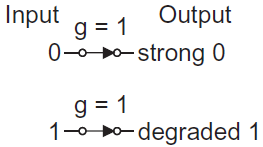 Input Output
g = 1
0 strong 0
g = 1
1 degraded 1